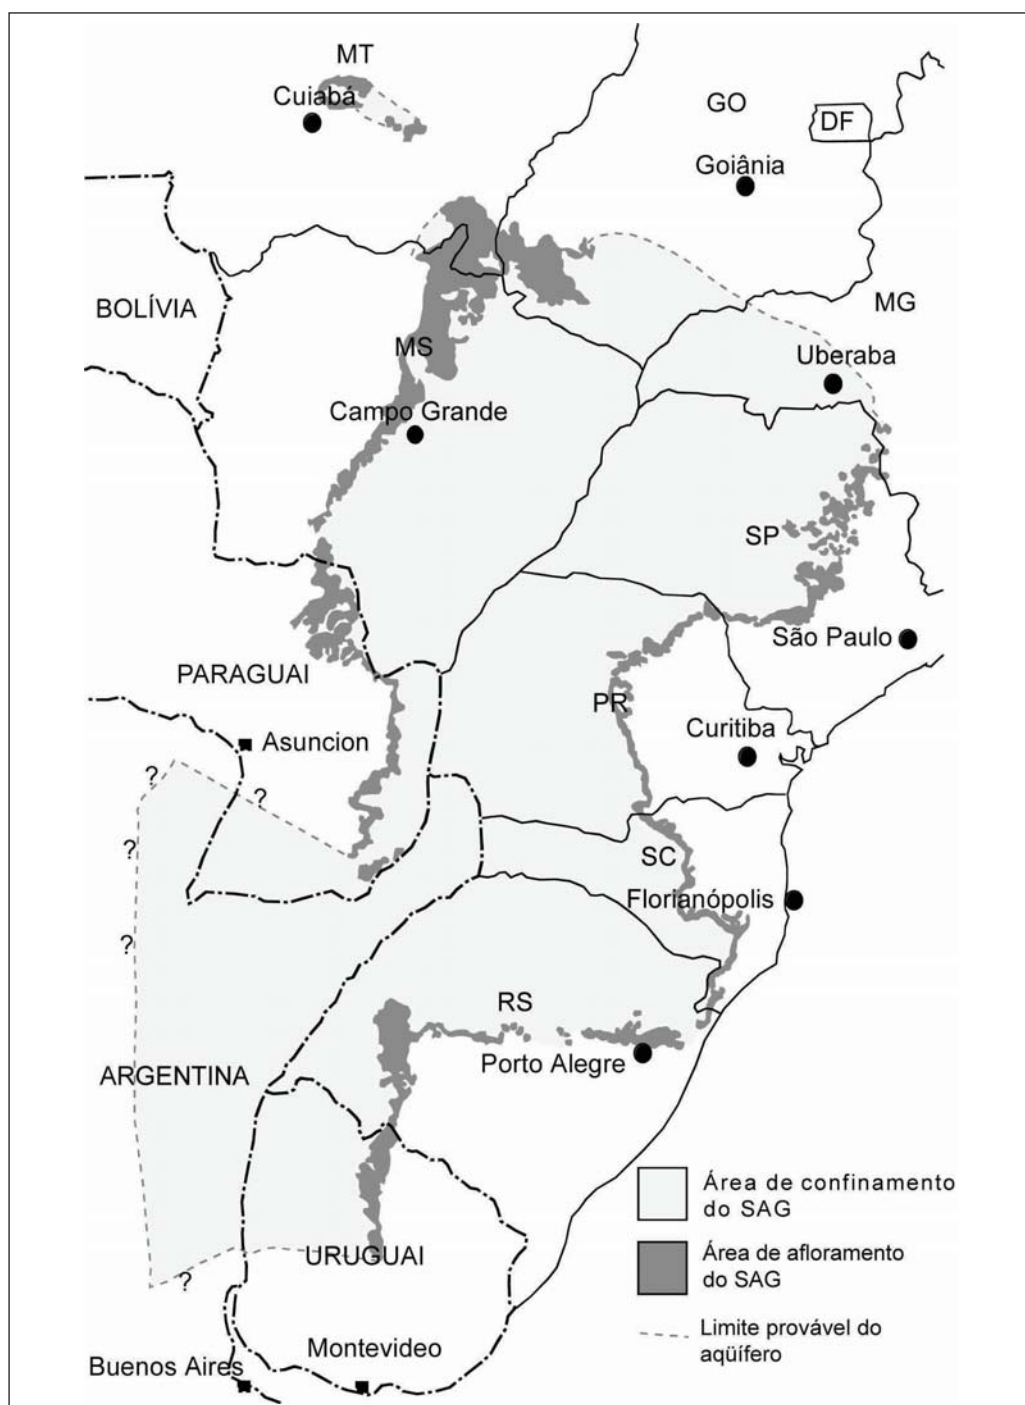 MT
Cuiabá
GO
DF
Goiânia
BOLÍVIA
MG
MS
Uberaba
Campo Grande
SP
São Paulo
PARAGUAI
PR
Curitiba
Asuncion
?
?
?
SC
Florianópolis
?
RS
Porto Alegre
ARGENTINA
Área de confinamento
do SAG
URUGUAI
Área de afloramento
do SAG
?
Limite provável do
aqüífero
Montevideo
Buenos Aires